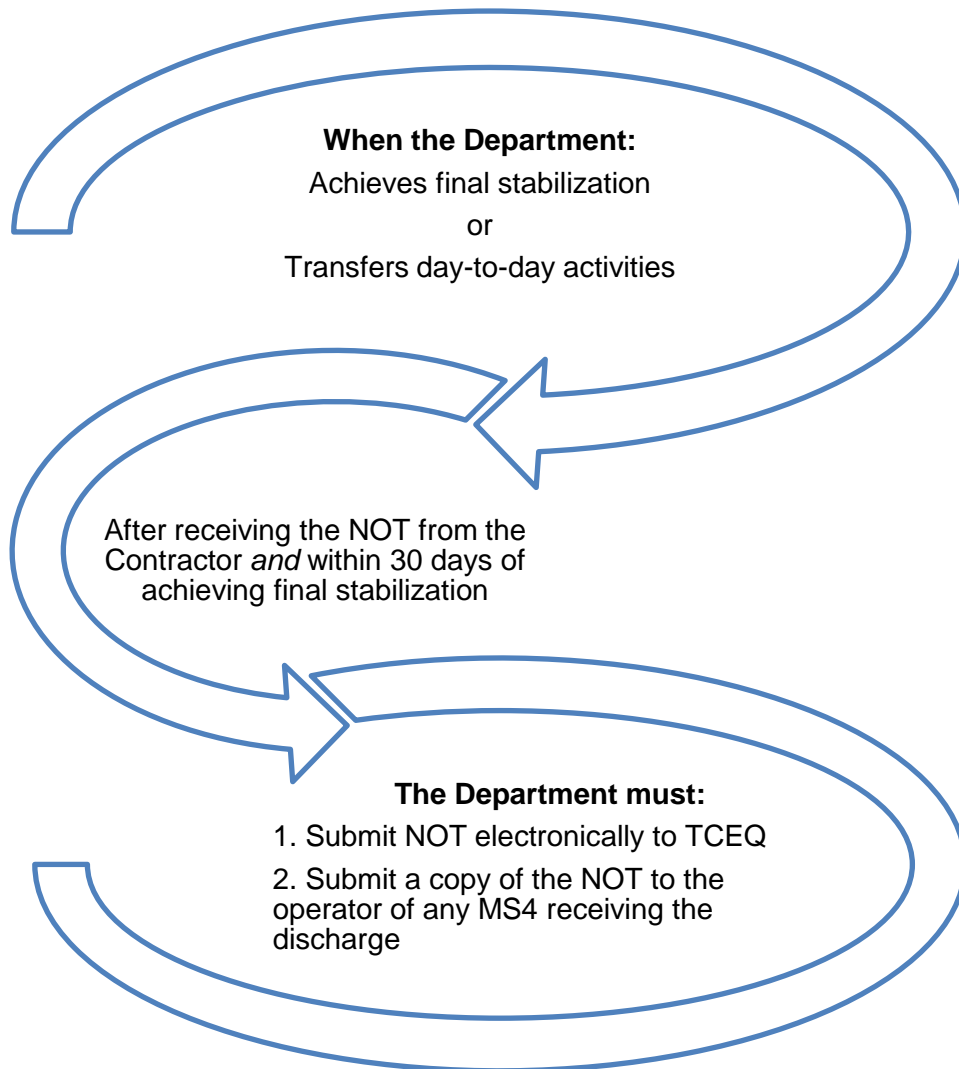 When the Department:
Achieves final stabilization
or
Transfers day-to-day activities
After receiving the NOT from the
Contractor and within 30 days of
achieving final stabilization
The Department must:
1. Submit NOT electronically to TCEQ
2. Submit a copy of the NOT to the
operator of any MS4 receiving the
discharge